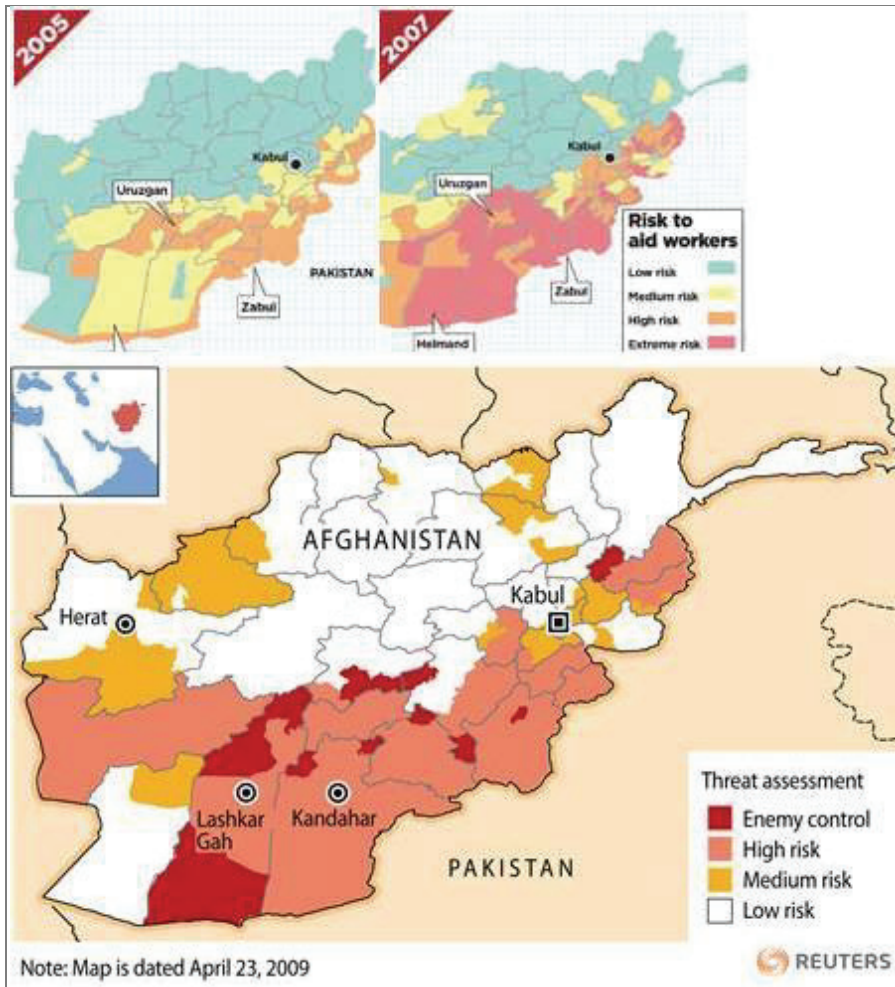 2005
2007
Kabul
Kabul
Uruzgan
Uruzgan
Risk to
aid workers
Low risk
Medium risk
High risk
Extreme risk
PAKISTAN
Zabul
Zabul
Helmand
AFGHANISTAN
Kabul
Herat
Lashkar
Gah
Kandahar
PAKISTAN
Threat assessment
Enemy control
High risk
Medium risk
Low risk
Note: Map is dated April 23, 2009
REUTERS